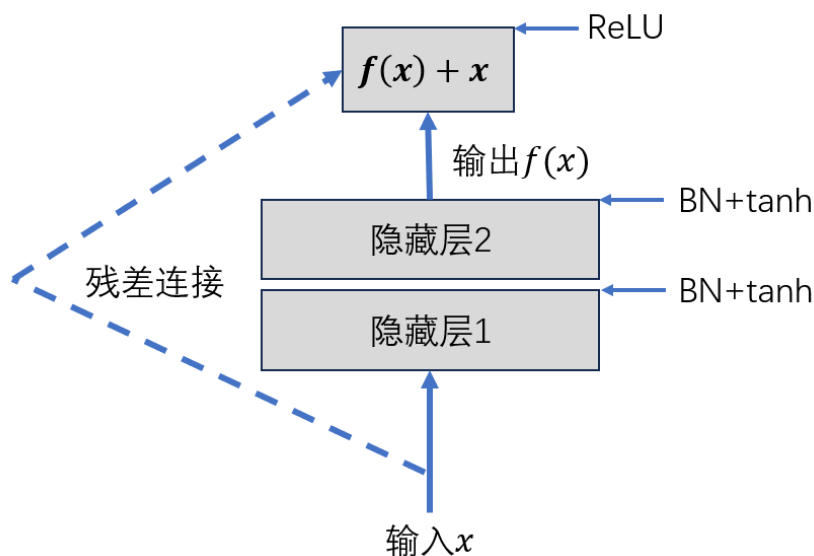 ReLU
f(x) + x
输出f(x)
BN+tanh
隐藏层2
残差连接
BN+tanh
隐藏层1
输入x